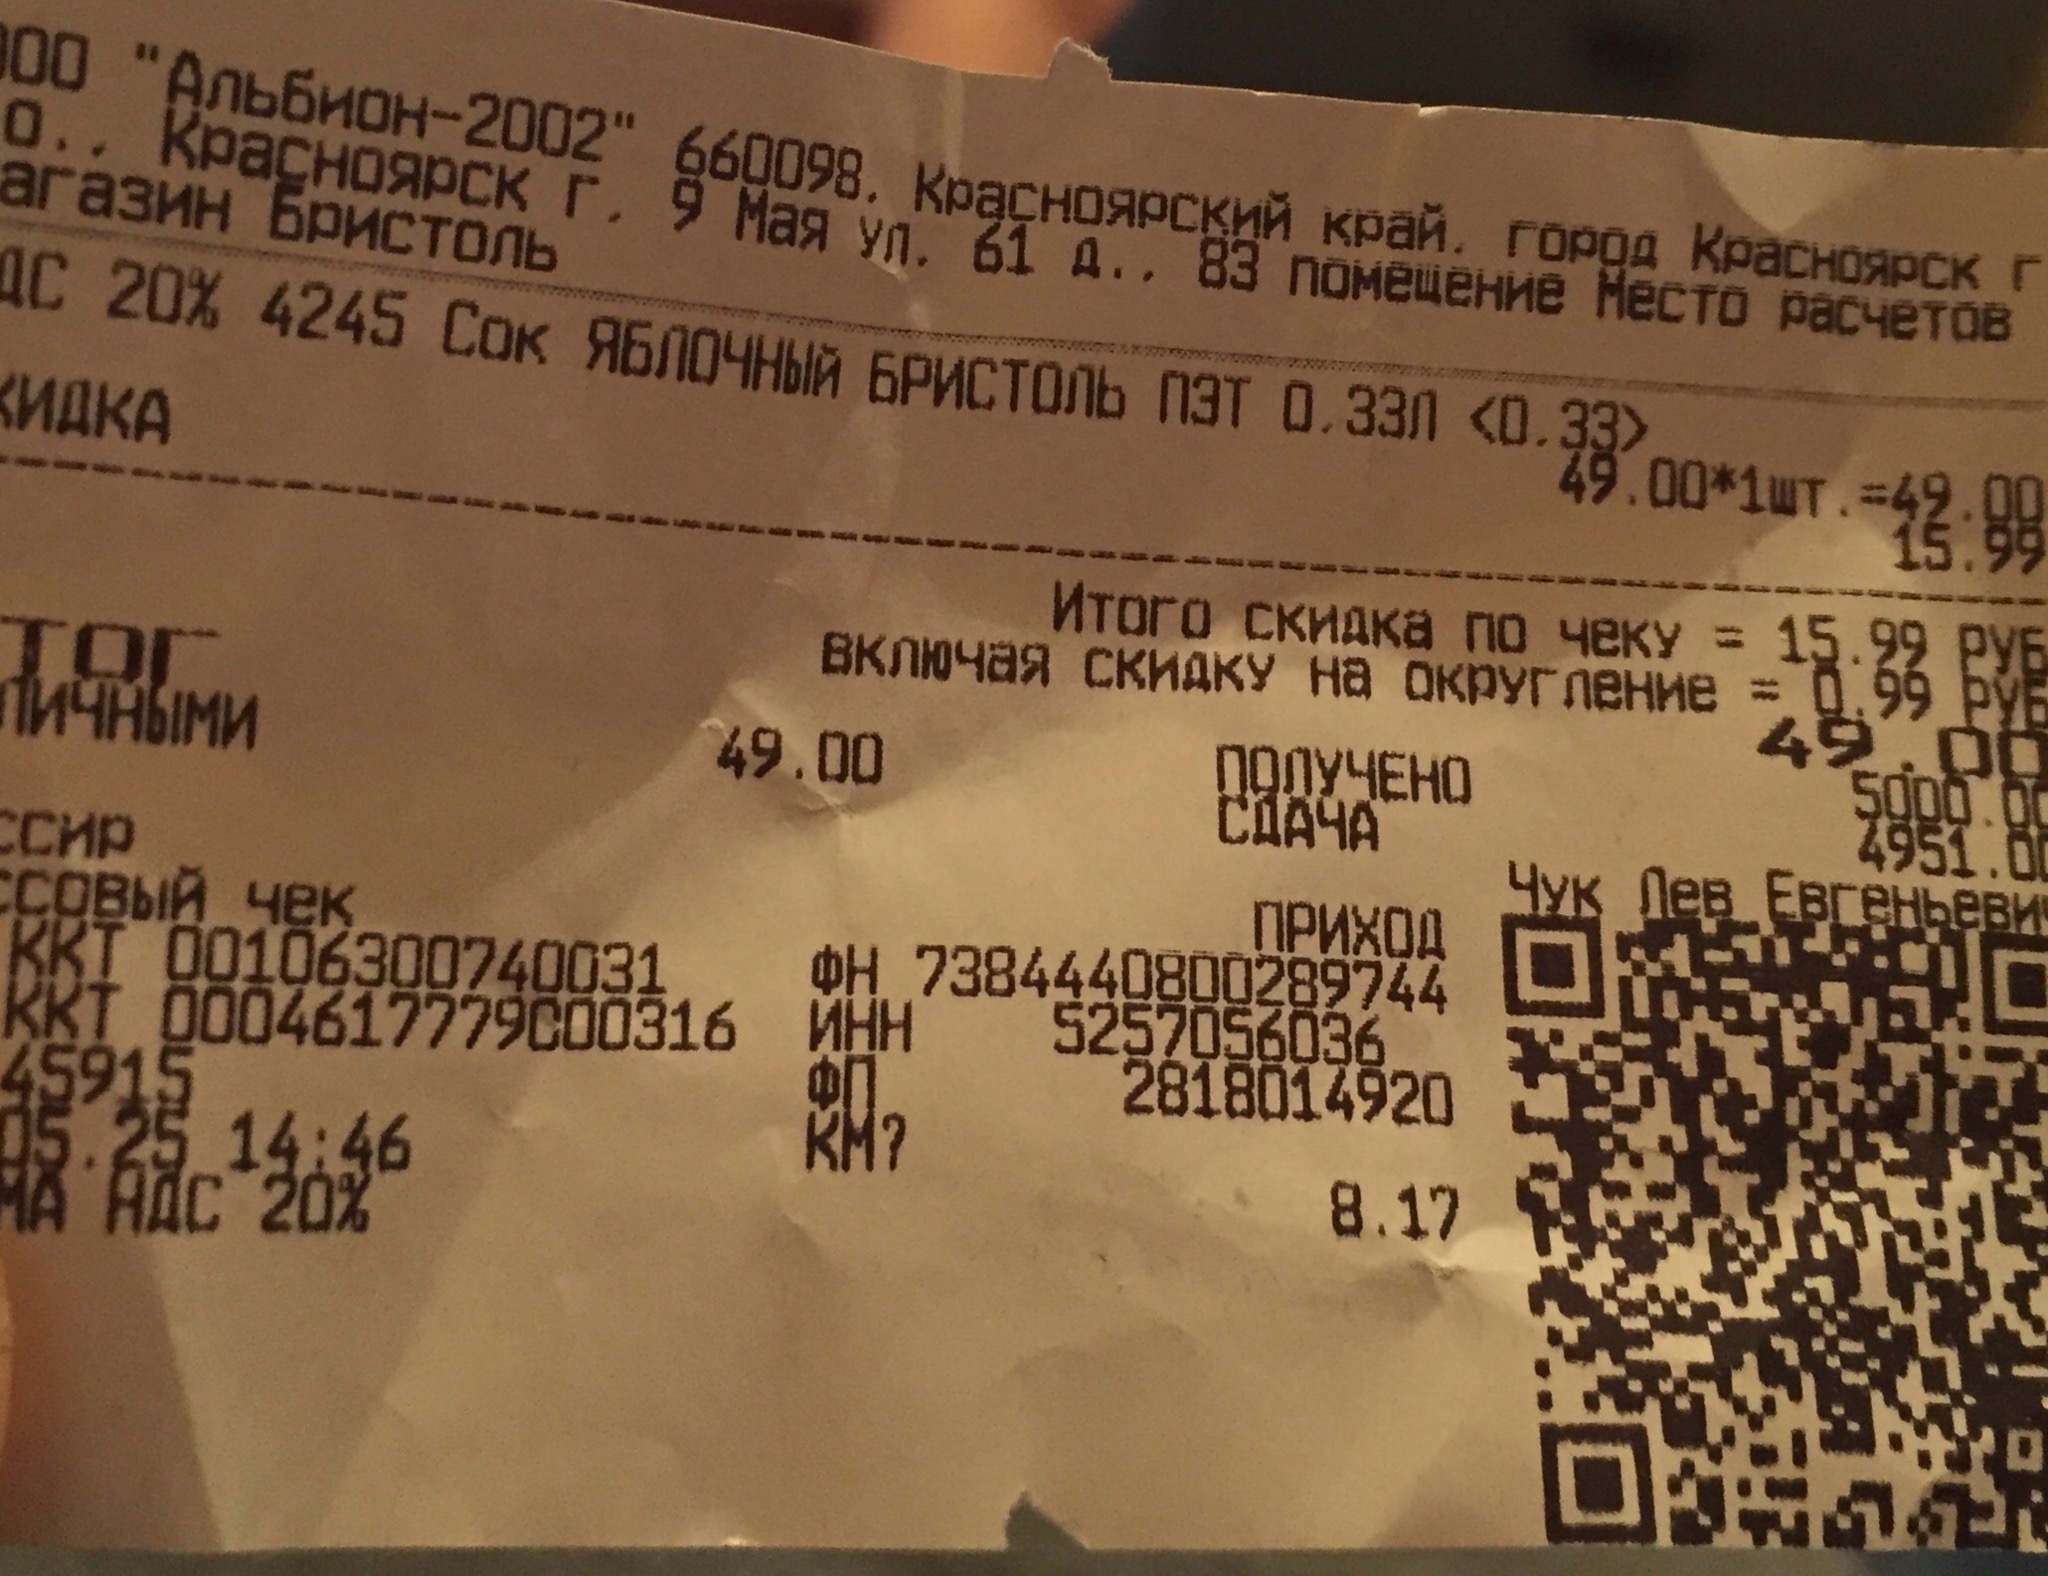 ООО "Альбион-2002" 660098, Красноярский край, город Красноярск г
о., Красноярск г, 9 Мая ул. 61 д., 83 помещение Место расчетов
агазин Бристоль
ДС 20% 4245 Сок ЯБЛОЧНЫЙ БРИСТОЛЬ ПЭТ 0.33Л <0.33>
49.00*1шт.=49.00
КИДКА 15.99
Итого скидка по чеку = 15.99 РУБ
включая скидку на округление = 0.99 РУБ
ТОГ 49.00
ЛИЧНЫМИ 49.00 ПОЛУЧЕНО 5000.00
СДАЧА 4951.00
ссир Чук Лев Евгеньевич
ссовый чек ПРИХОД
ККТ 00106300740031 ФН 7384440800289744
ККТ 0004617779C00316 ИНН 5257056036
45915 ФП 2818014920
05.25 14:46 КМ?
МА НДС 20% 8.17